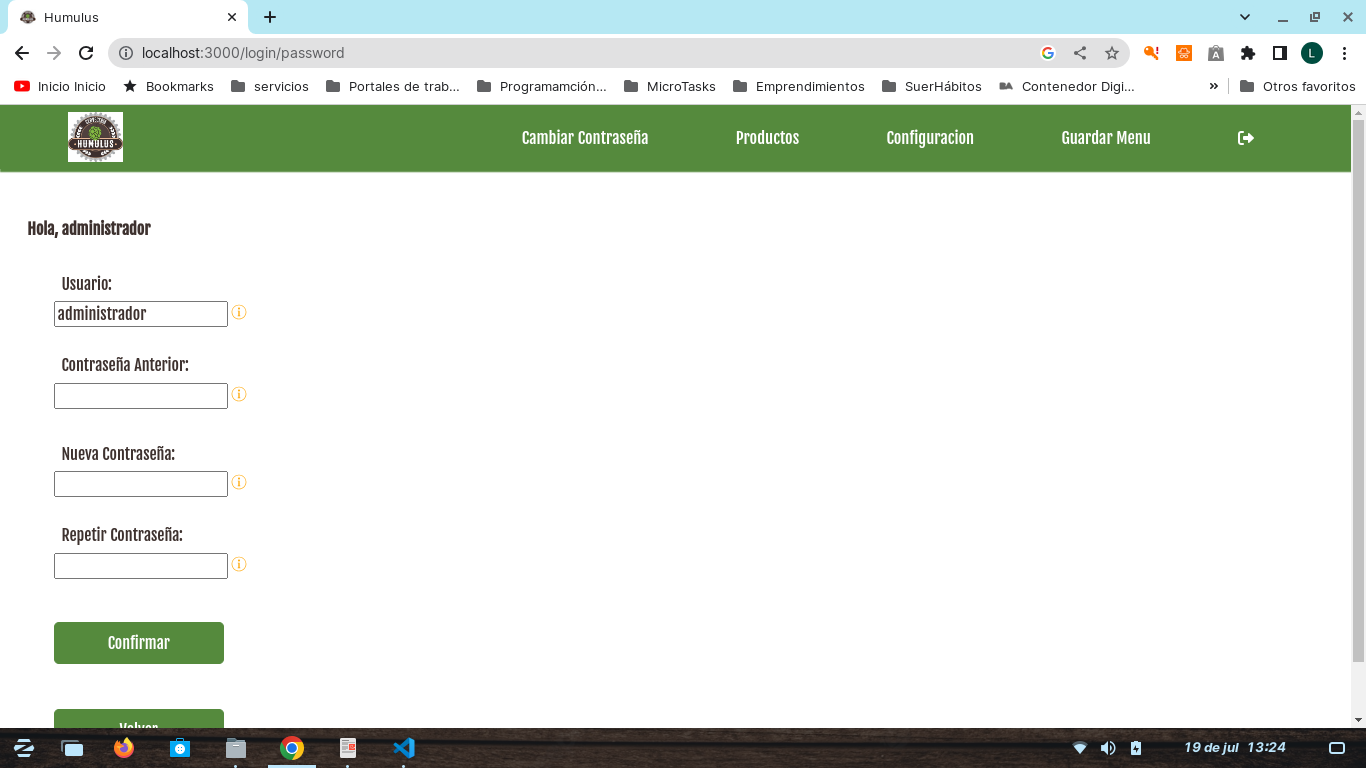 Humulus
localhost:3000/login/password
Inicio Inicio Bookmarks servicios Portales de trab... Programamción... MicroTasks Emprendimientos SuerHábitos BA Contenedor Digi... » Otros favoritos
L
HUMULUS
Cambiar Contraseña Productos Configuracion Guardar Menu
Hola, administrador
Usuario:
administrador
Contraseña Anterior:
Nueva Contraseña:
Repetir Contraseña:
Confirmar
Volver
19 de jul 13:24